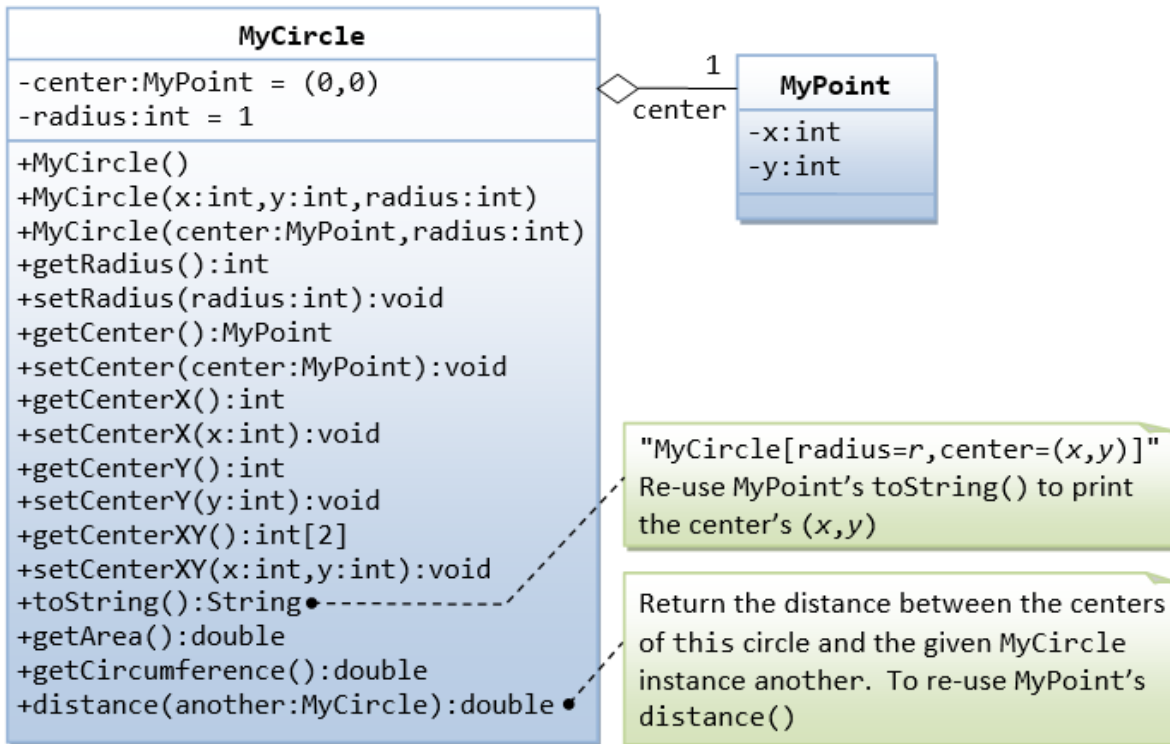 MyCircle
-center:MyPoint = (0,0)
-radius:int = 1
+MyCircle()
+MyCircle(x:int,y:int,radius:int)
+MyCircle(center:MyPoint,radius:int)
+getRadius():int
+setRadius(radius:int):void
+getCenter():MyPoint
+setCenter(center:MyPoint):void
+getCenterX():int
+setCenterX(x:int):void
+getCenterY():int
+setCenterY(y:int):void
+getCenterXY():int[2]
+setCenterXY(x:int,y:int):void
+toString():String
+getArea():double
+getCircumference():double
+distance(another:MyCircle):double
1
center
MyPoint
-x:int
-y:int
"MyCircle[radius=r,center=(x,y)]"
Re-use MyPoint's toString() to print
the center's (x,y)
Return the distance between the centers
of this circle and the given MyCircle
instance another. To re-use MyPoint's
distance()